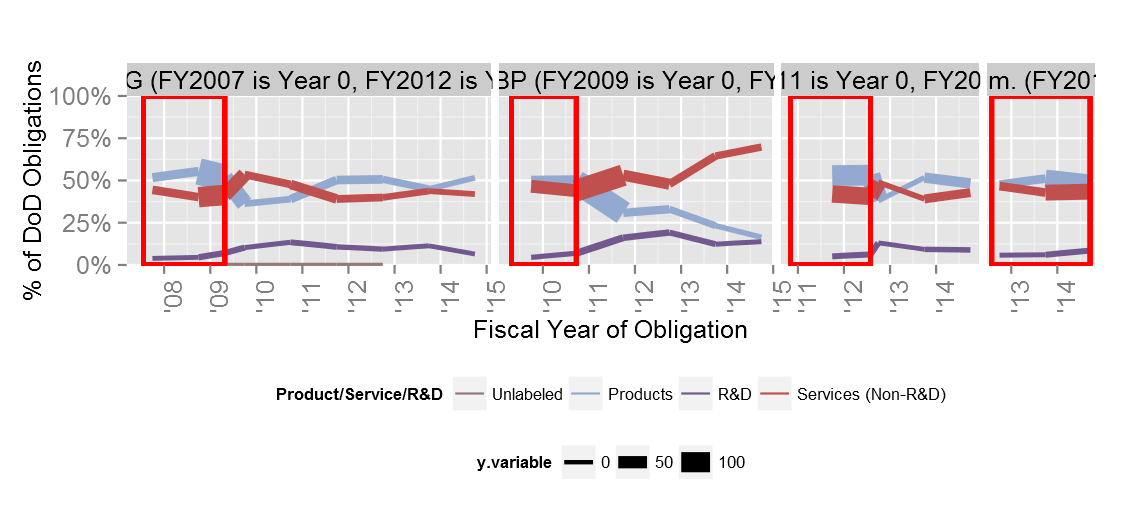 G (FY2007 is Year 0, FY2012 is Y
BP (FY2009 is Year 0, FY
11 is Year 0, FY20
m. (FY201
% of DoD Obligations
100%
75%
50%
25%
0%
'08 '09 '10 '11 '12 '13 '14 '15
'10 '11 '12 '13 '14 '15
'11 '12 '13 '14
'13 '14
Fiscal Year of Obligation
Product/Service/R&D Unlabeled Products R&D Services (Non-R&D)
y.variable 0 50 100